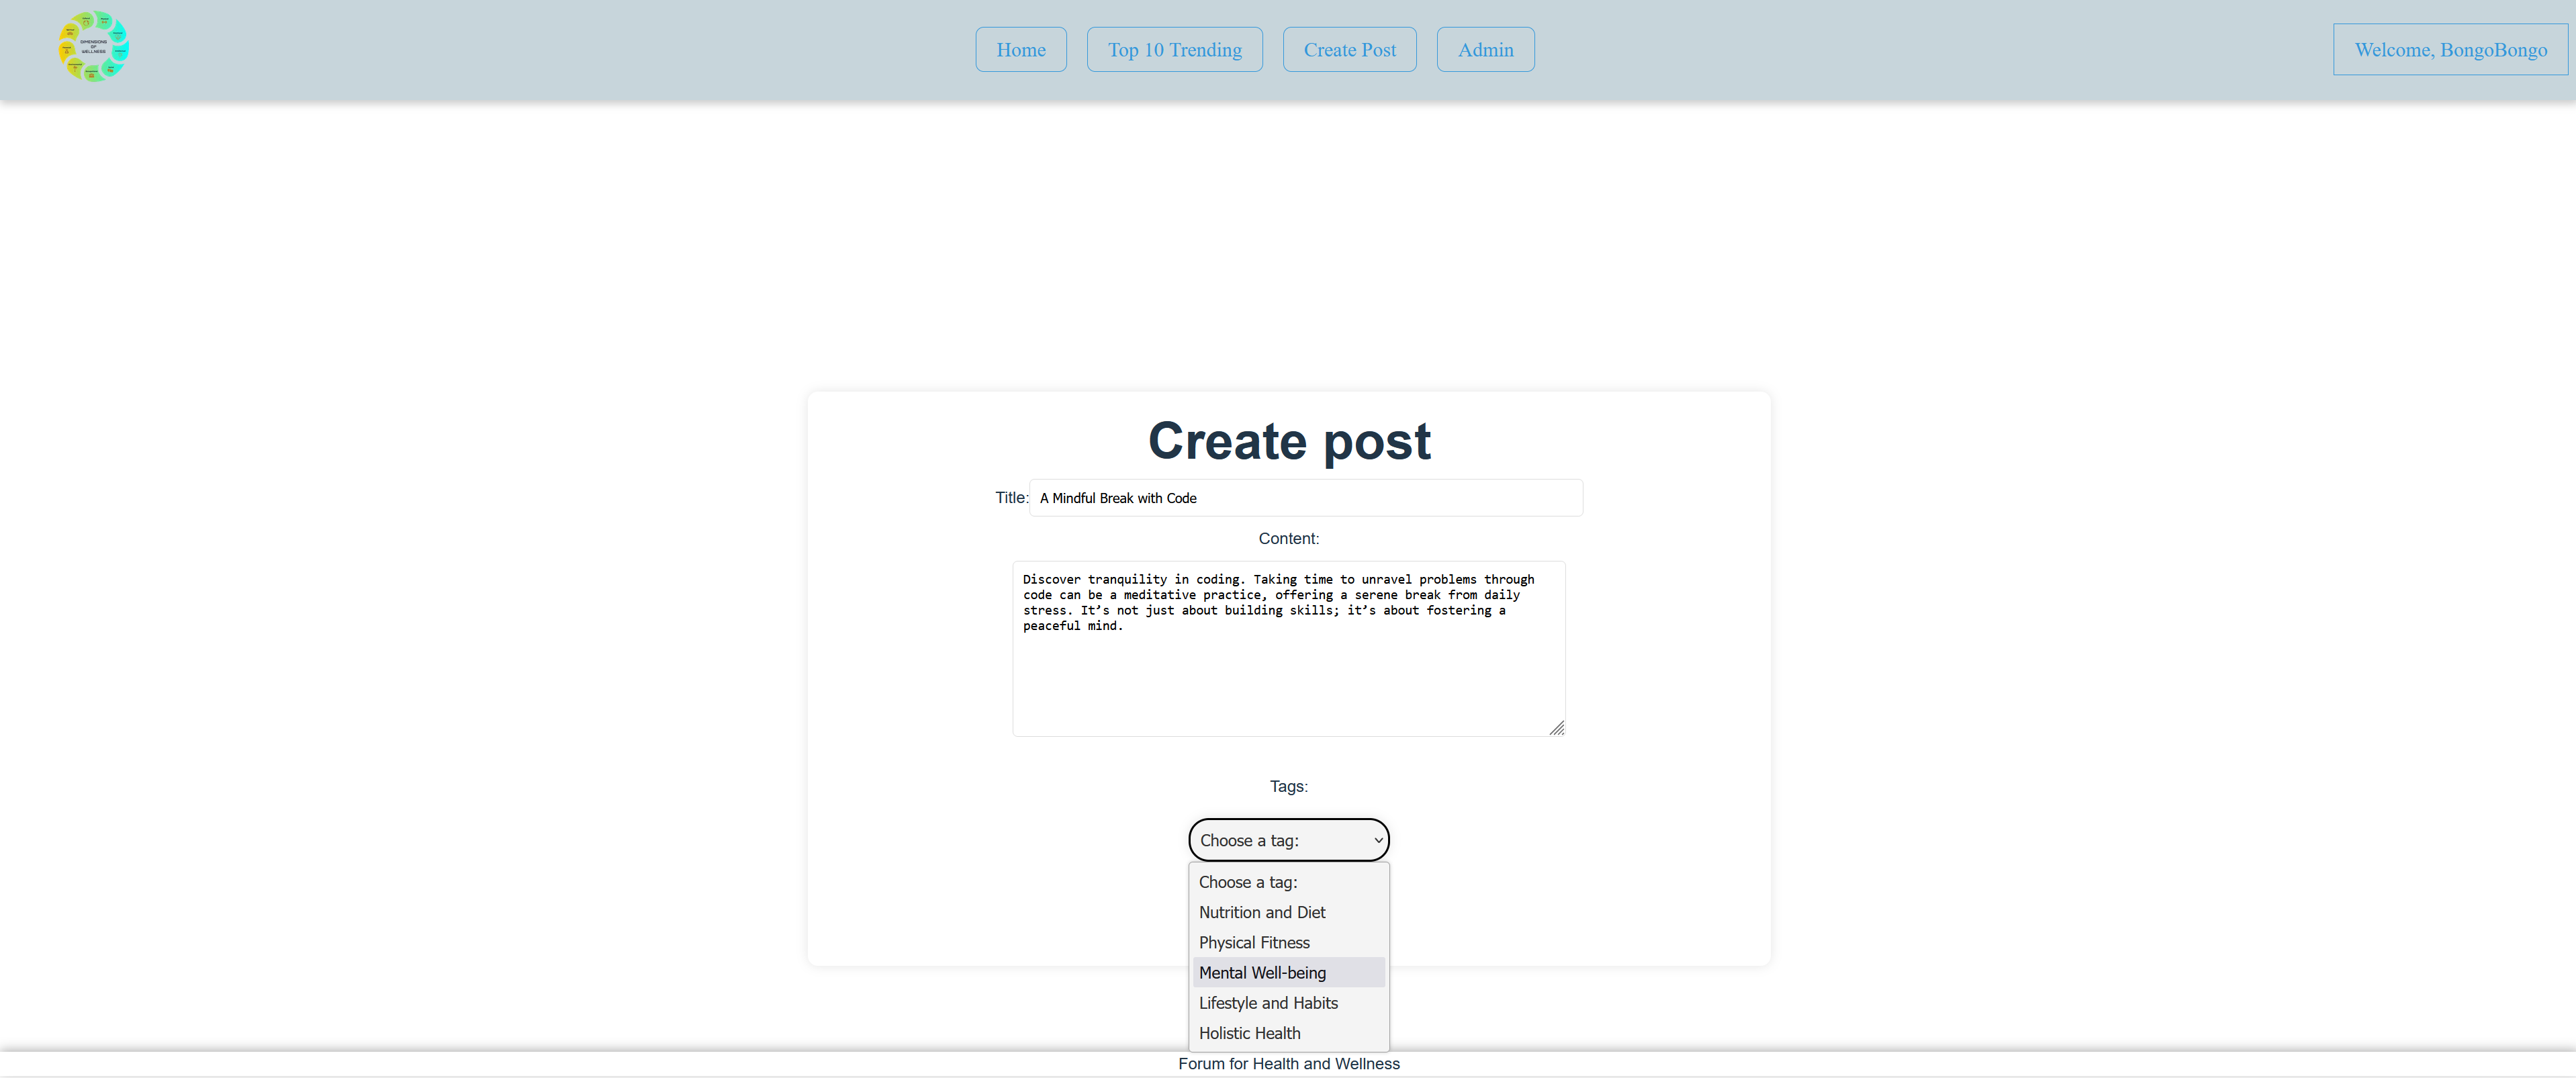 DIMENSIONS
OF
WELLNESS
Home
Top 10 Trending
Create Post
Admin
Welcome, BongoBongo
Create post
Title:
A Mindful Break with Code
Content:
Discover tranquility in coding. Taking time to unravel problems through
code can be a meditative practice, offering a serene break from daily
stress. It’s not just about building skills; it’s about fostering a
peaceful mind.
Tags:
Choose a tag:
Choose a tag:
Nutrition and Diet
Physical Fitness
Mental Well-being
Lifestyle and Habits
Holistic Health
Forum for Health and Wellness